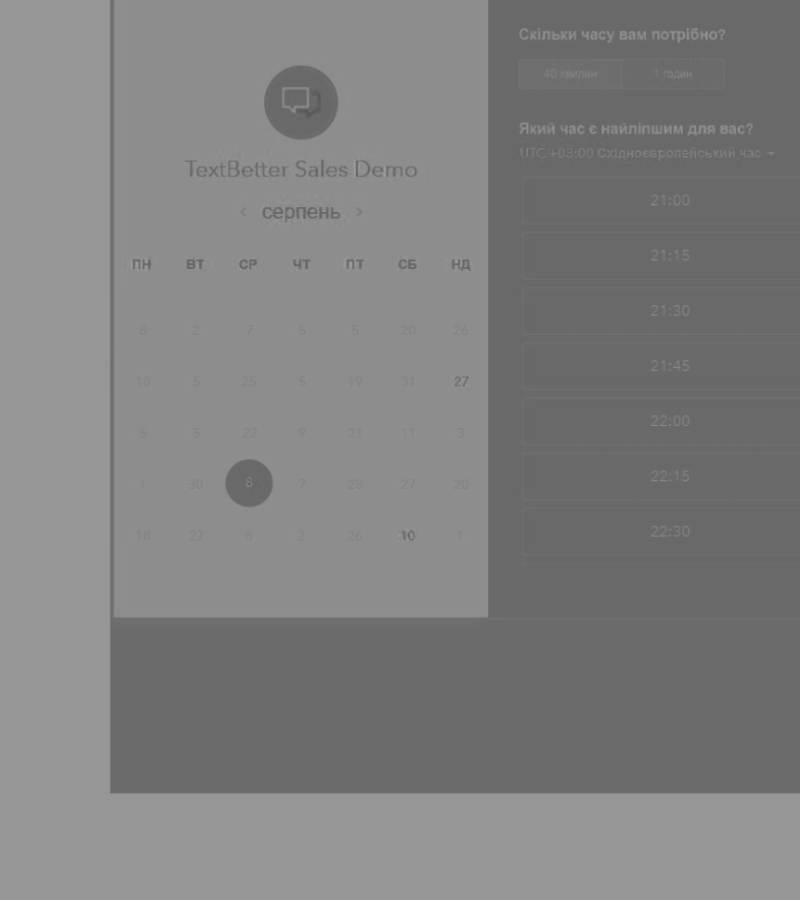 TextBetter Sales Demo
‹ серпень ›
ПН ВТ СР ЧТ ПТ СБ НД
8 2 7 5 5 20 26
18 5 25 5 19 31 27
5 5 22 9 21 11 3
1 30 8 7 28 27 20
18 27 8 2 26 10 1
Скільки часу вам потрібно?
40 хвилин 1 годин
Який час є найліпшим для вас?
UTC +03:00 Східноєвропейський час
21:00
21:15
21:30
21:45
22:00
22:15
22:30